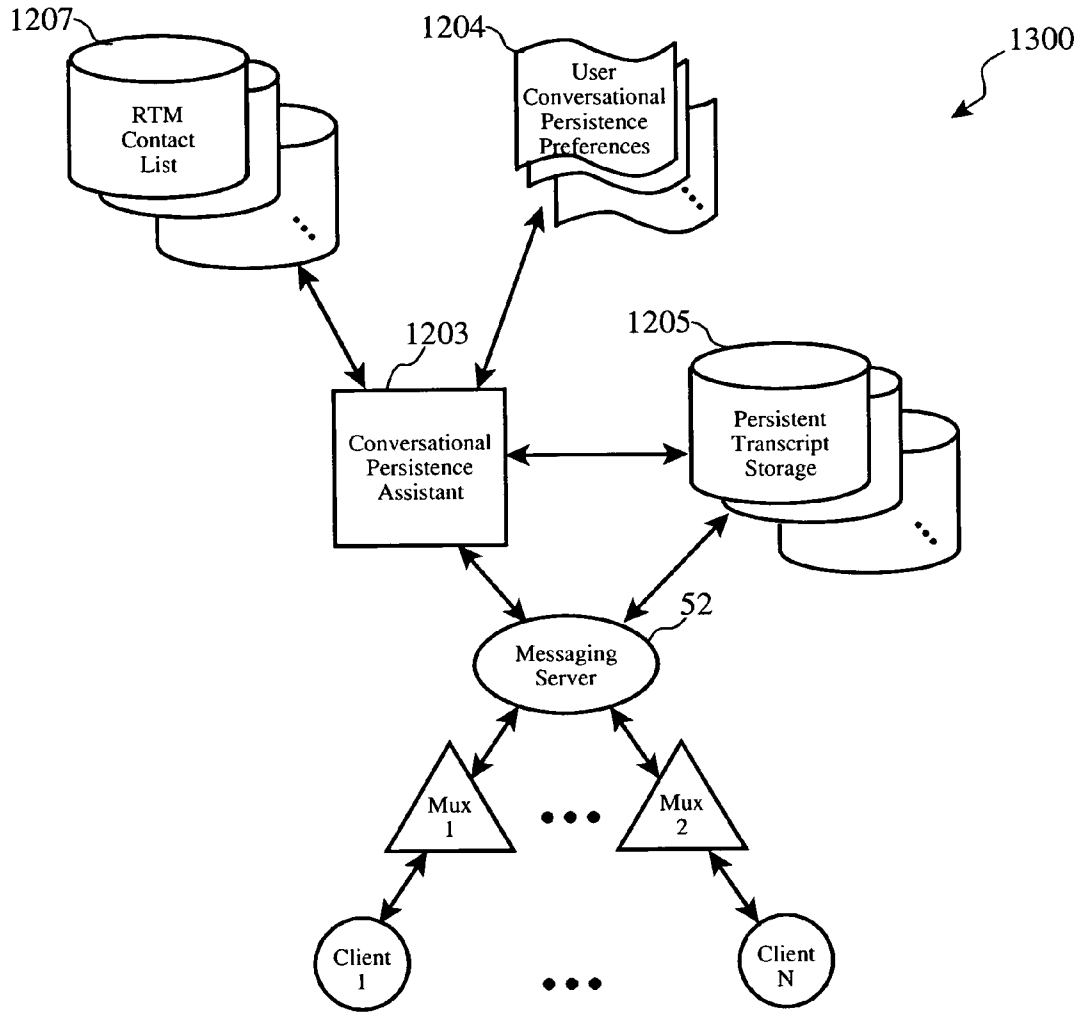 1207
1204
1300
RTM
Contact
List
User
Conversational
Persistence
Preferences
1203
1205
Conversational
Persistence
Assistant
Persistent
Transcript
Storage
52
Messaging
Server
Mux
1
Mux
2
Client
1
Client
N